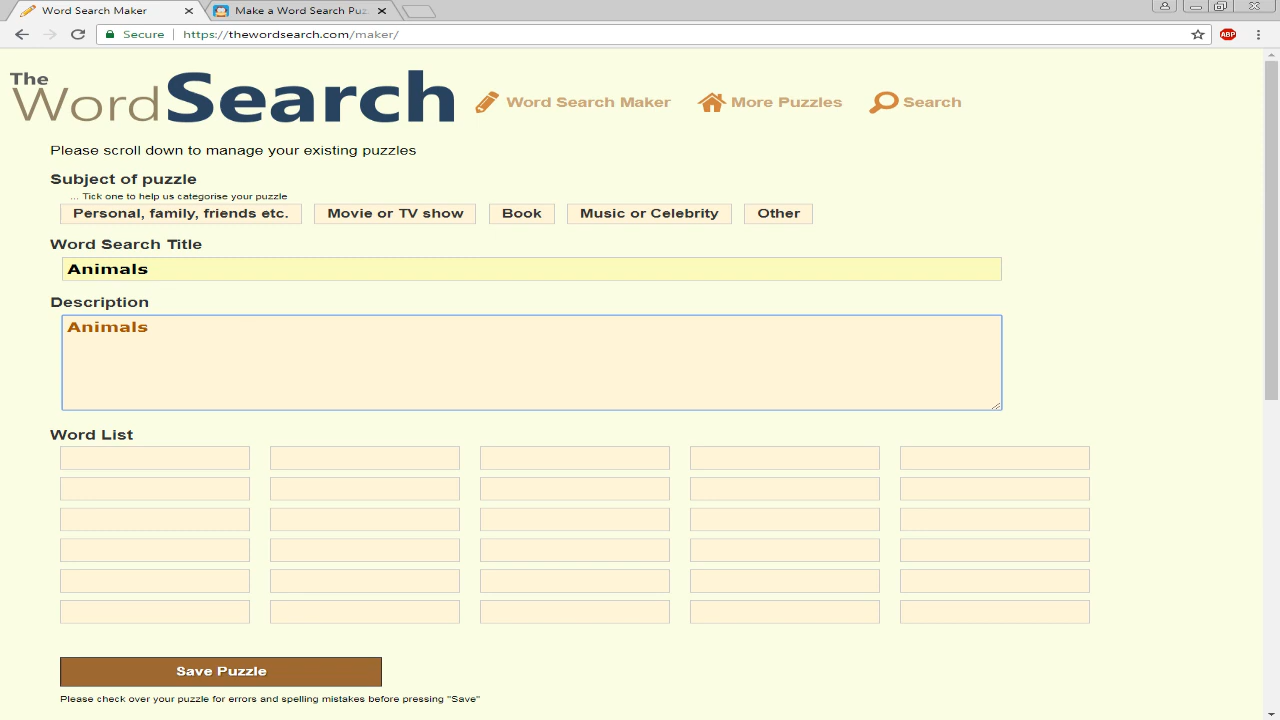 Word Search Maker
Make a Word Search Puz
Secure
https://thewordsearch.com/maker/
ABP
The
WordSearch
Word Search Maker
More Puzzles
Search
Please scroll down to manage your existing puzzles
Subject of puzzle
... Tick one to help us categorise your puzzle
Personal, family, friends etc.
Movie or TV show
Book
Music or Celebrity
Other
Word Search Title
Animals
Description
Animals
Word List
Save Puzzle
Please check over your puzzle for errors and spelling mistakes before pressing "Save"